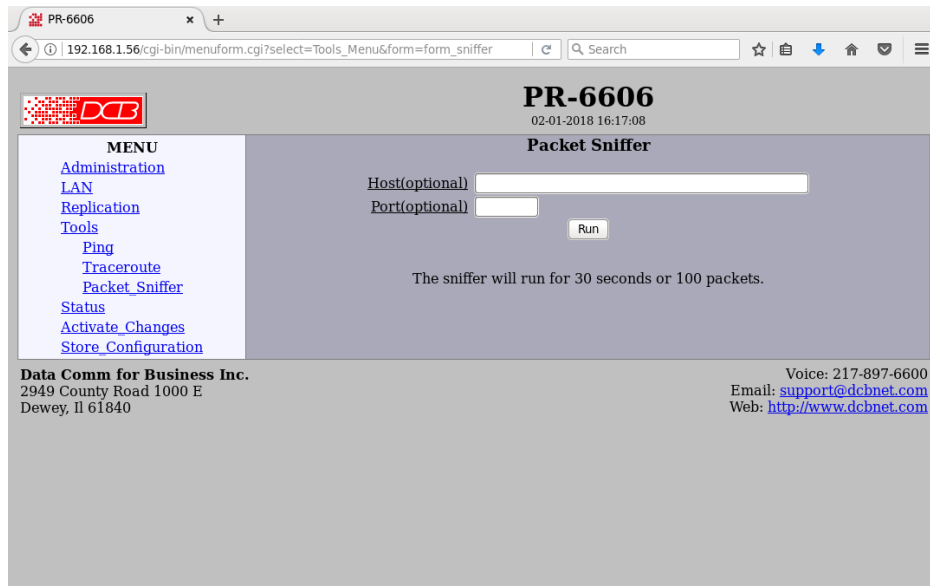 PR-6606
192.168.1.56/cgi-bin/menuform.cgi?select=Tools_Menu&form=form_sniffer
Search
DCB
PR-6606
02-01-2018 16:17:08
MENU
Administration
LAN
Replication
Tools
Ping
Traceroute
Packet_Sniffer
Status
Activate_Changes
Store_Configuration
Packet Sniffer
Host(optional)
Port(optional)
Run
The sniffer will run for 30 seconds or 100 packets.
Data Comm for Business Inc.
2949 County Road 1000 E
Dewey, Il 61840
Voice: 217-897-6600
Email: support@dcbnet.com
Web: http://www.dcbnet.com